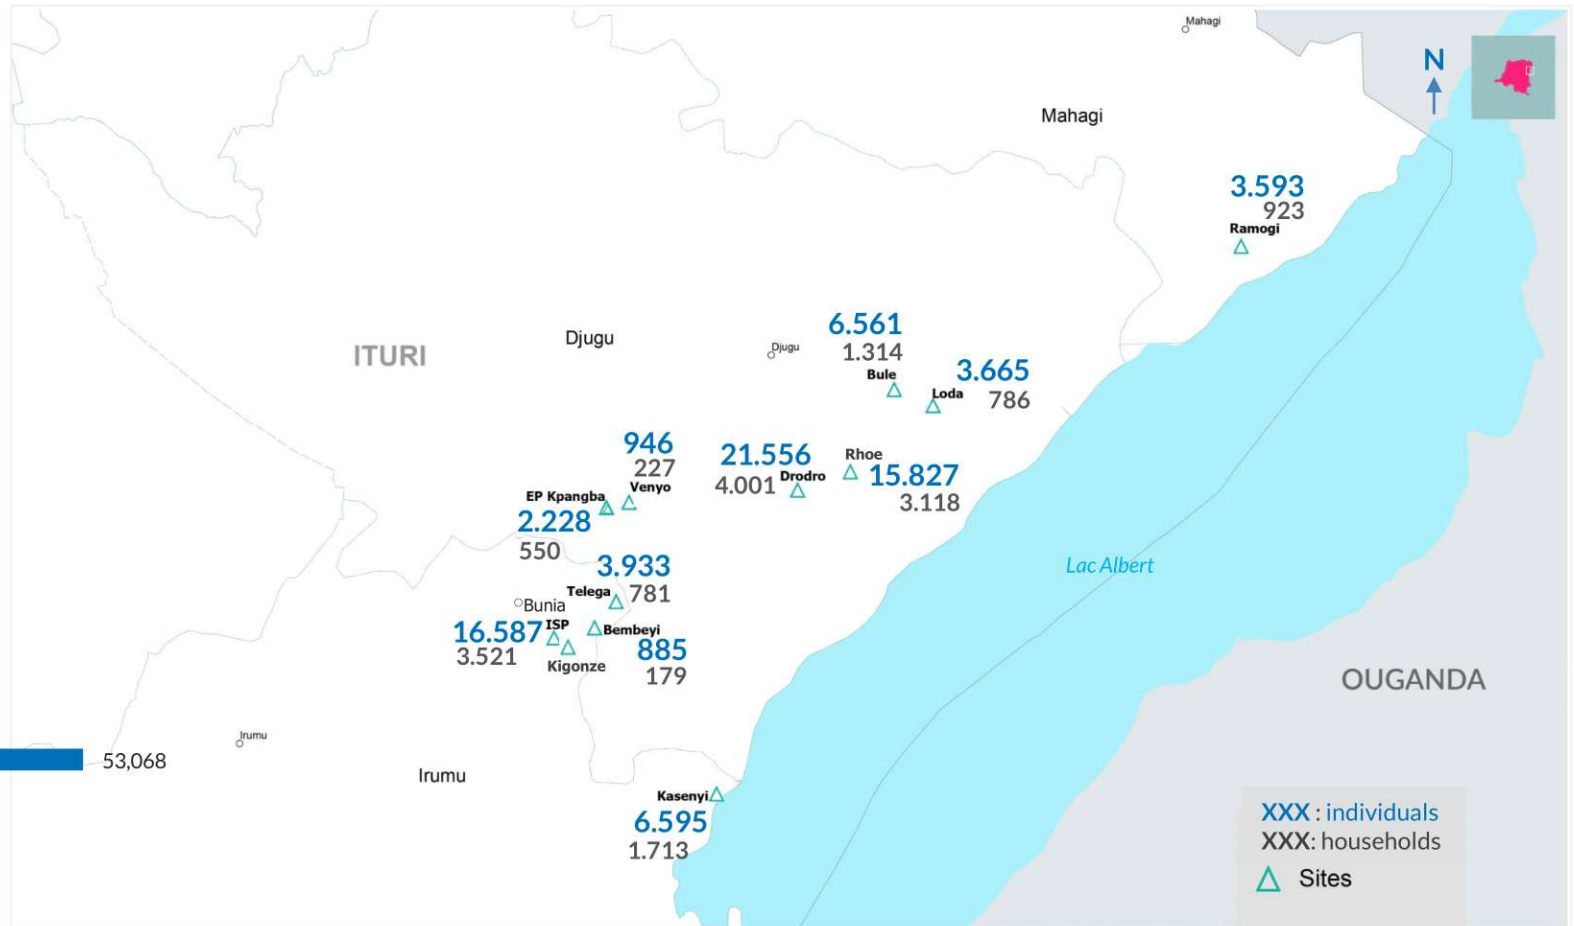 Mahagi
N
Mahagi
3.593
923
Ramogi
6.561
1.314
Bule
Djugu
Djugu
ITURI
3.665
Loda
786
946
227
Venyo
21.556
4.001
Drodro
Rhoe
15.827
3.118
EP Kpangba
2.228
550
3.933
Telega
781
Bunia
ISP
16.587
3.521
Bembeyi
885
179
Kigonze
Lac Albert
OUGANDA
Irumu
53,068
Irumu
Kasenyi
6.595
1.713
XXX : individuals
XXX: households
Sites